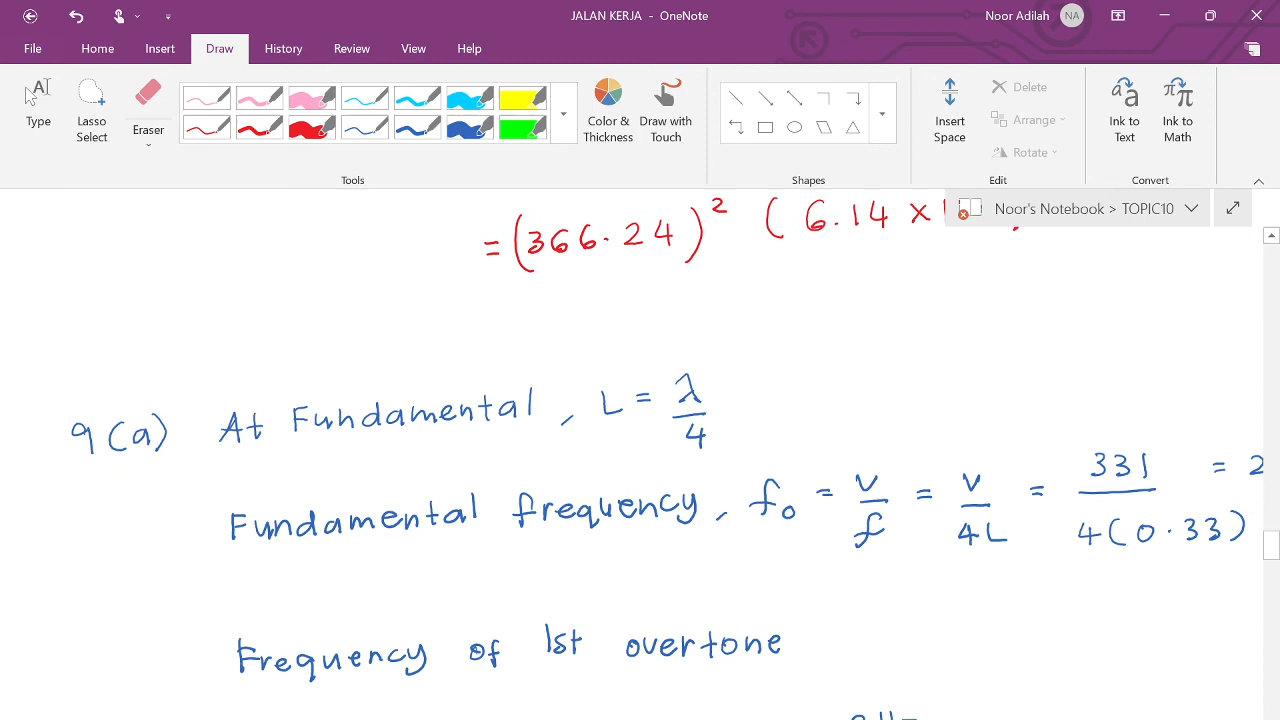 JALAN KERJA - OneNote
Noor Adilah NA
File Home Insert Draw History Review View Help
Type
Lasso Select
Eraser
Color & Thickness
Draw with Touch
Insert Space
Delete
Arrange
Rotate
Ink to Text
Ink to Math
Tools Shapes Edit Convert
Noor's Notebook > TOPIC10
= (366.24)² (6.14 ×
9 (a) At Fundamental, L = λ/4
Fundamental frequency, f₀ = v/f = v/4L = 331/4(0.33) = 2
Frequency of 1st overtone